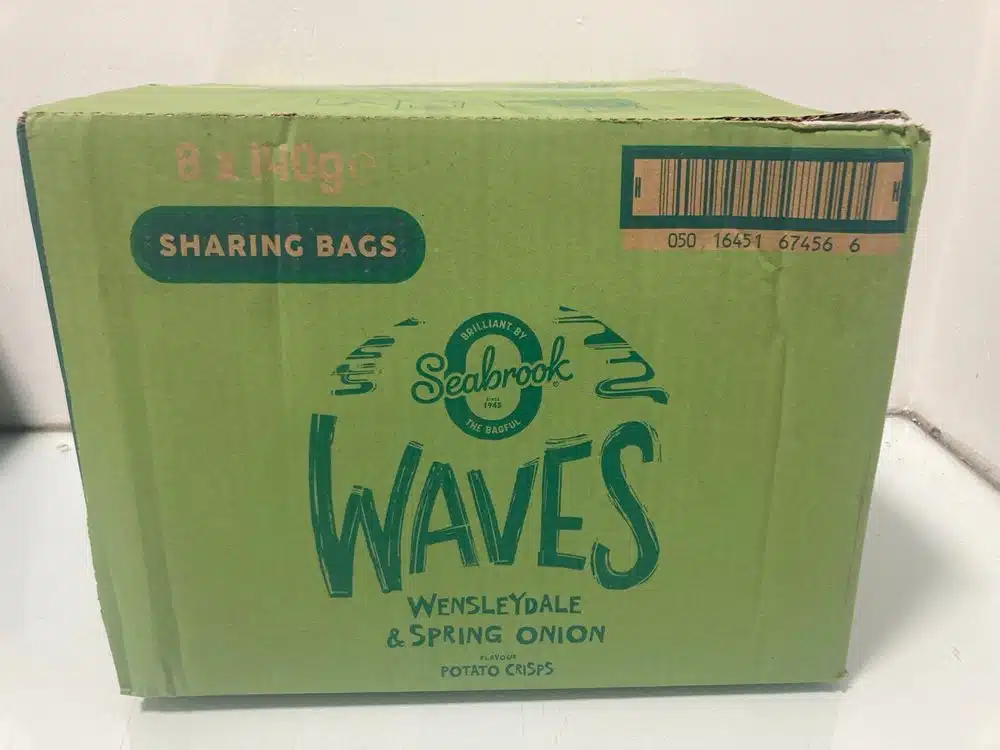 8 x 140ge
SHARING BAGS
H H
050 16451 67456 6
BRILLIANT BY
Seabrook
SINCE
1945
THE BAGFUL
WAVES
WENSLEYDALE
& SPRING ONION
FLAVOUR
POTATO CRISPS